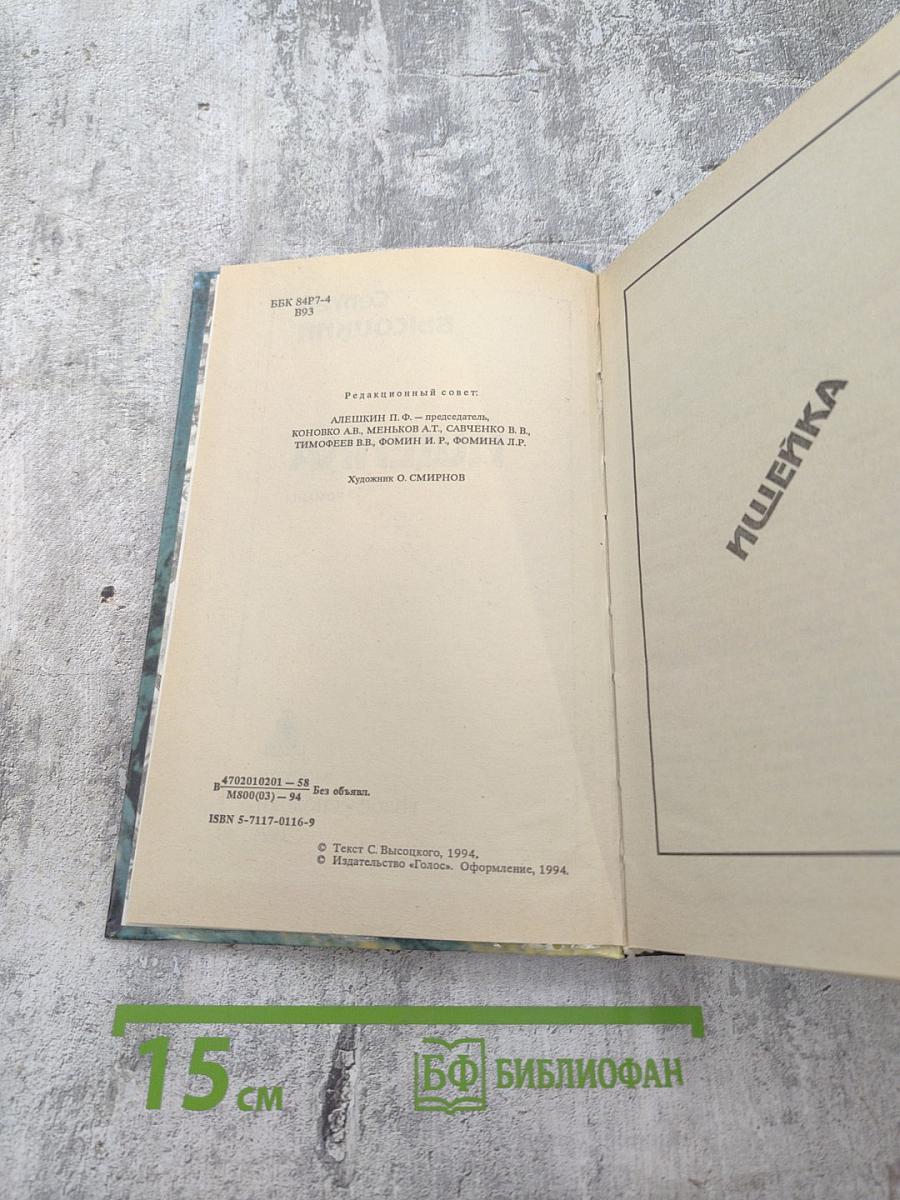 ББК 84Р7-4
В93
Редакционный совет:
АЛЕШКИН П. Ф. — председатель,
КОНОВКО А.В., МЕНЬКОВ А.Т., САВЧЕНКО В. В.,
ТИМОФЕЕВ В.В., ФОМИН И. Р., ФОМИНА Л.Р.
Художник О. СМИРНОВ
В 4702010201 — 58
М800(03) — 94 Без объявл.
ISBN 5-7117-0116-9
© Текст С. Высоцкого, 1994,
© Издательство «Голос». Оформление, 1994.
ИЩЕЙКА
15 см
БФ БИБЛИОФАН